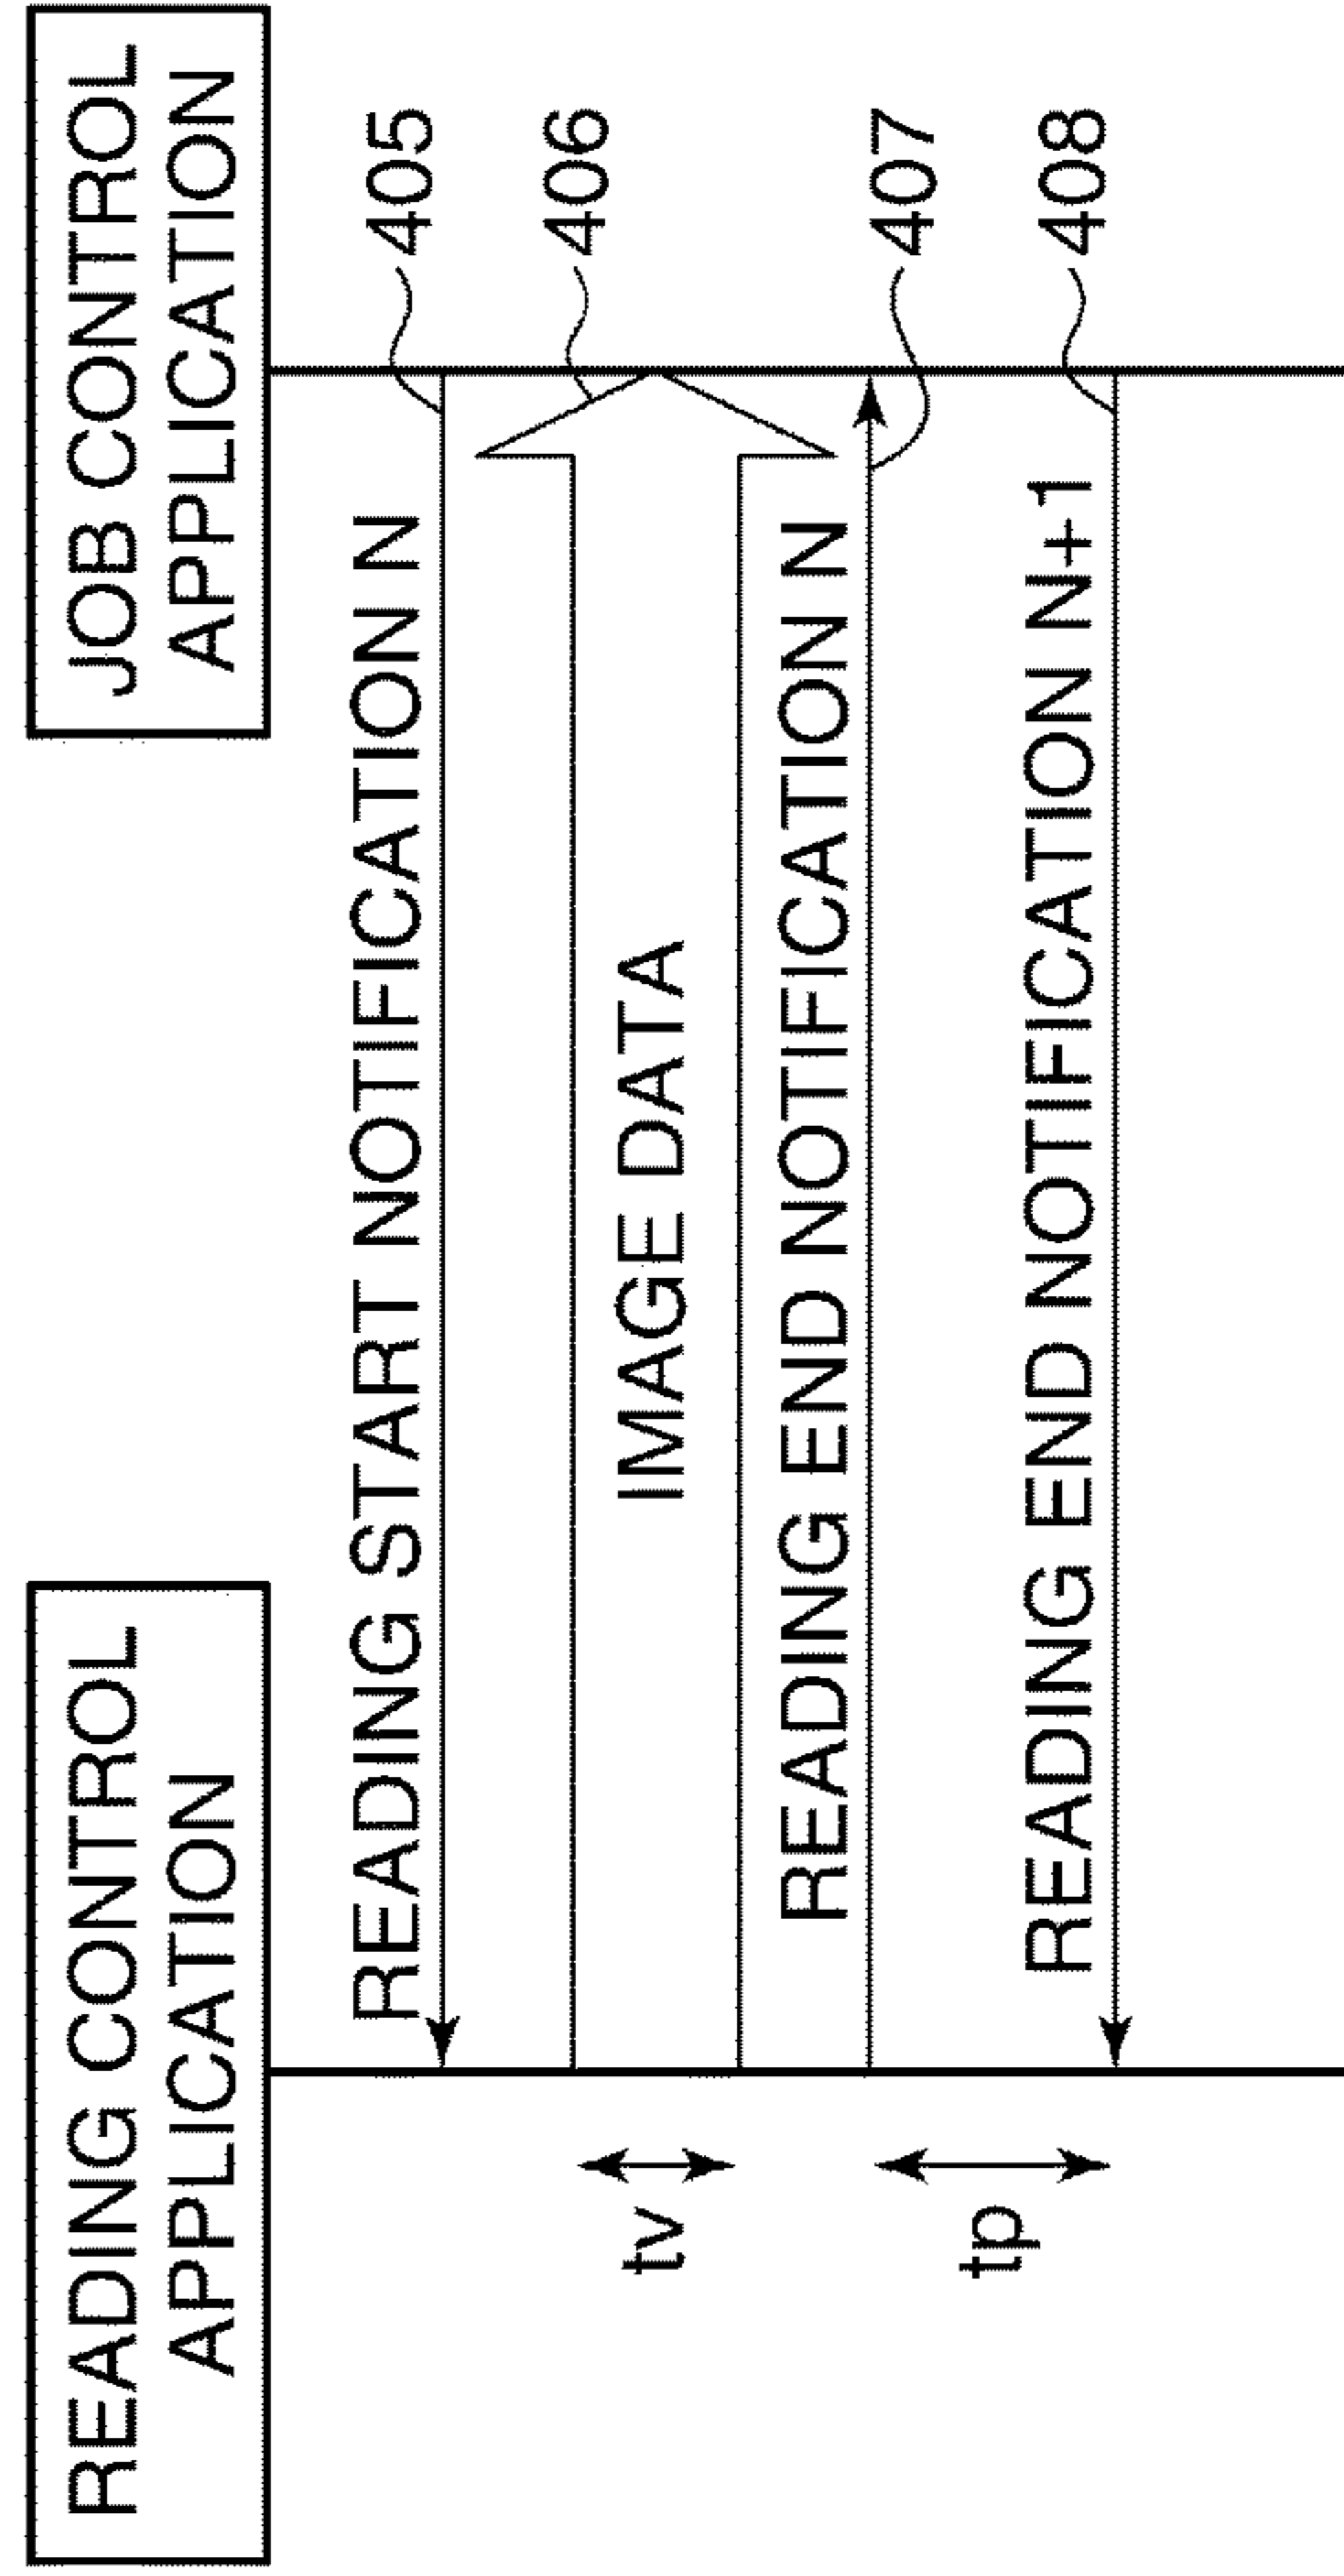 READING CONTROL
APPLICATION
JOB CONTROL
APPLICATION
READING START NOTIFICATION N
405
406
tv
IMAGE DATA
READING END NOTIFICATION N
407
tp
READING END NOTIFICATION N+1
408